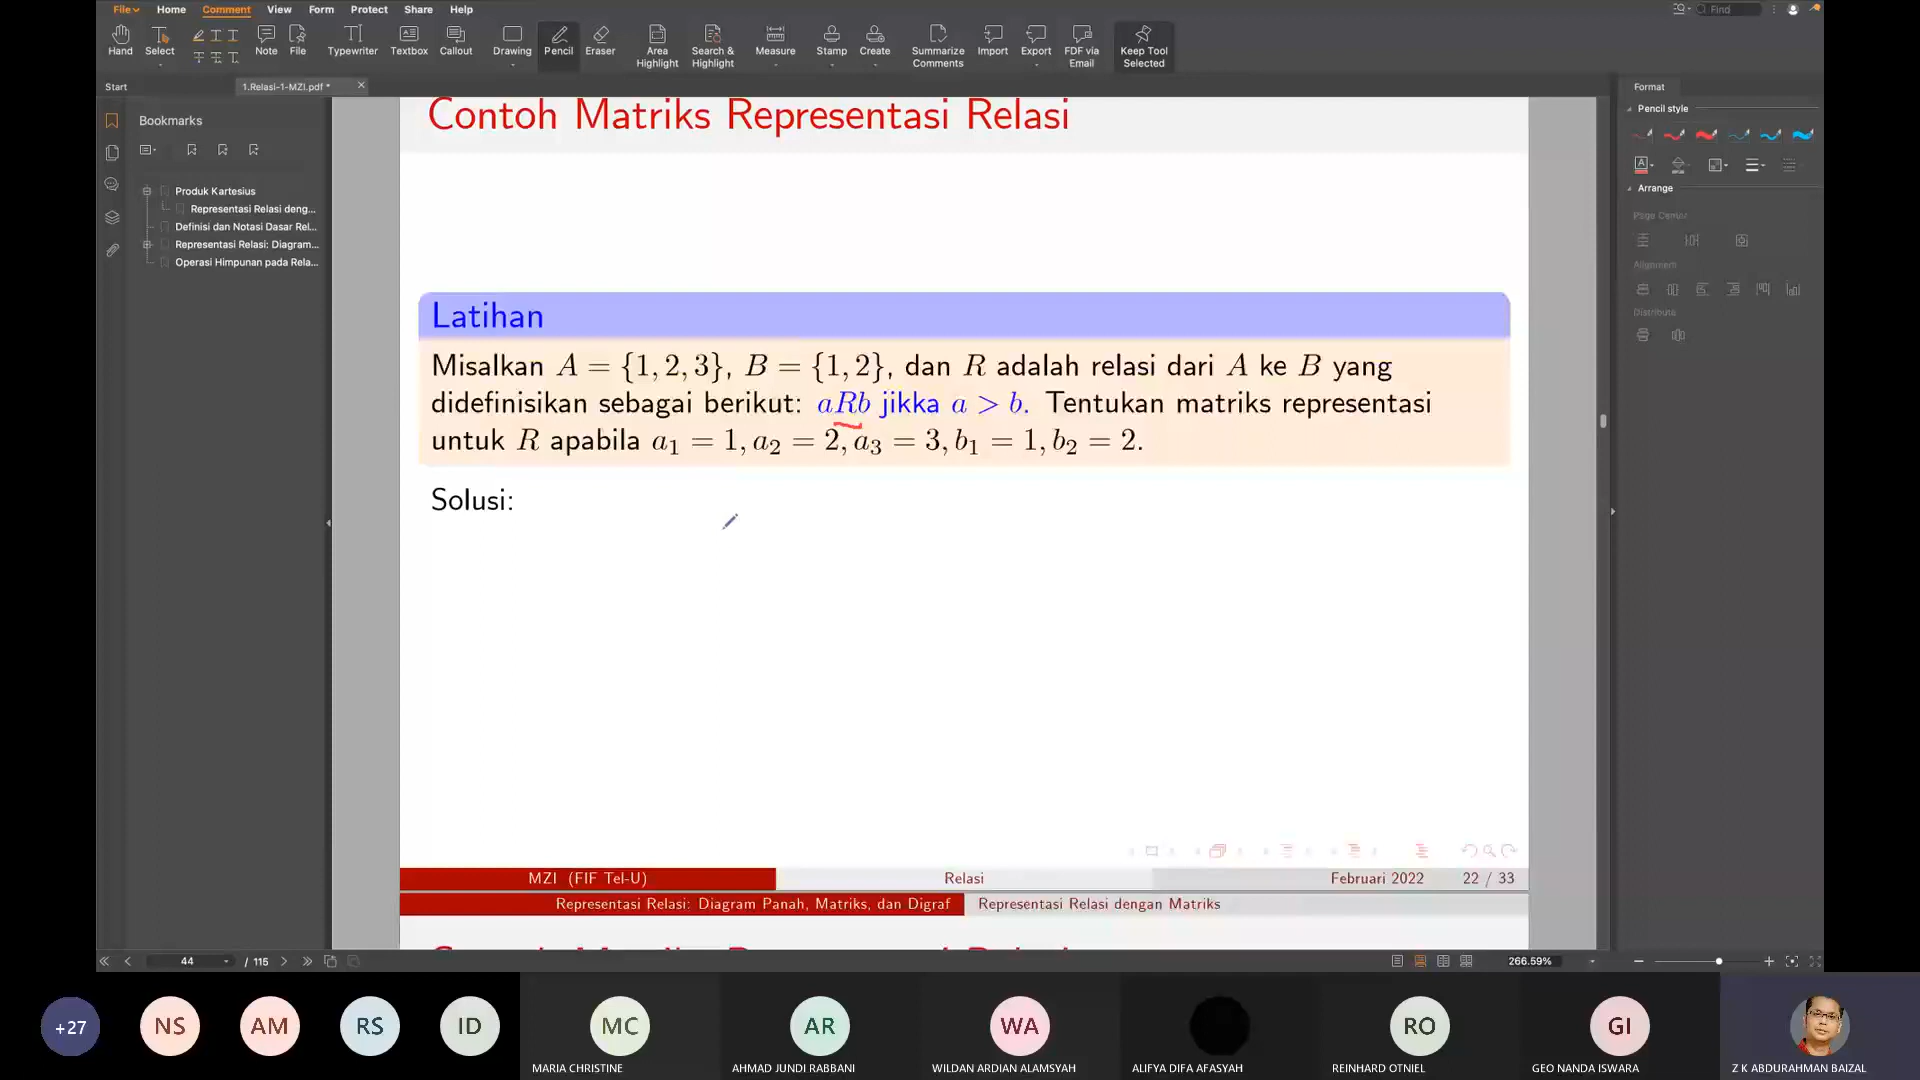 File
Home
Comment
View
Form
Protect
Share
Help
Find
Hand
Select
Note
File
Typewriter
Textbox
Callout
Drawing
Pencil
Eraser
Area Highlight
Search & Highlight
Measure
Stamp
Create
Summarize Comments
Import
Export
FDF via Email
Keep Tool Selected
Start
1.Relasi-1-MZI.pdf *
Bookmarks
Produk Kartesius
Representasi Relasi deng...
Definisi dan Notasi Dasar Rel...
Representasi Relasi: Diagram...
Operasi Himpunan pada Rela...
Contoh Matriks Representasi Relasi
Latihan
Misalkan A = {1, 2, 3}, B = {1, 2}, dan R adalah relasi dari A ke B yang
didefinisikan sebagai berikut: aRb jikka a > b. Tentukan matriks representasi
untuk R apabila a₁ = 1, a₂ = 2, a₃ = 3, b₁ = 1, b₂ = 2.
Solusi:
MZI (FIF Tel-U)
Relasi
Februari 2022
22 / 33
Representasi Relasi: Diagram Panah, Matriks, dan Digraf
Representasi Relasi dengan Matriks
Format
Pencil style
Arrange
Page Center
Alignment
Distribute
44
/ 115
266.59%
+27
NS
AM
RS
ID
MC
MARIA CHRISTINE
AR
AHMAD JUNDI RABBANI
WA
WILDAN ARDIAN ALAMSYAH
ALIFYA DIFA AFASYAH
RO
REINHARD OTNIEL
GI
GEO NANDA ISWARA
Z K ABDURAHMAN BAIZAL